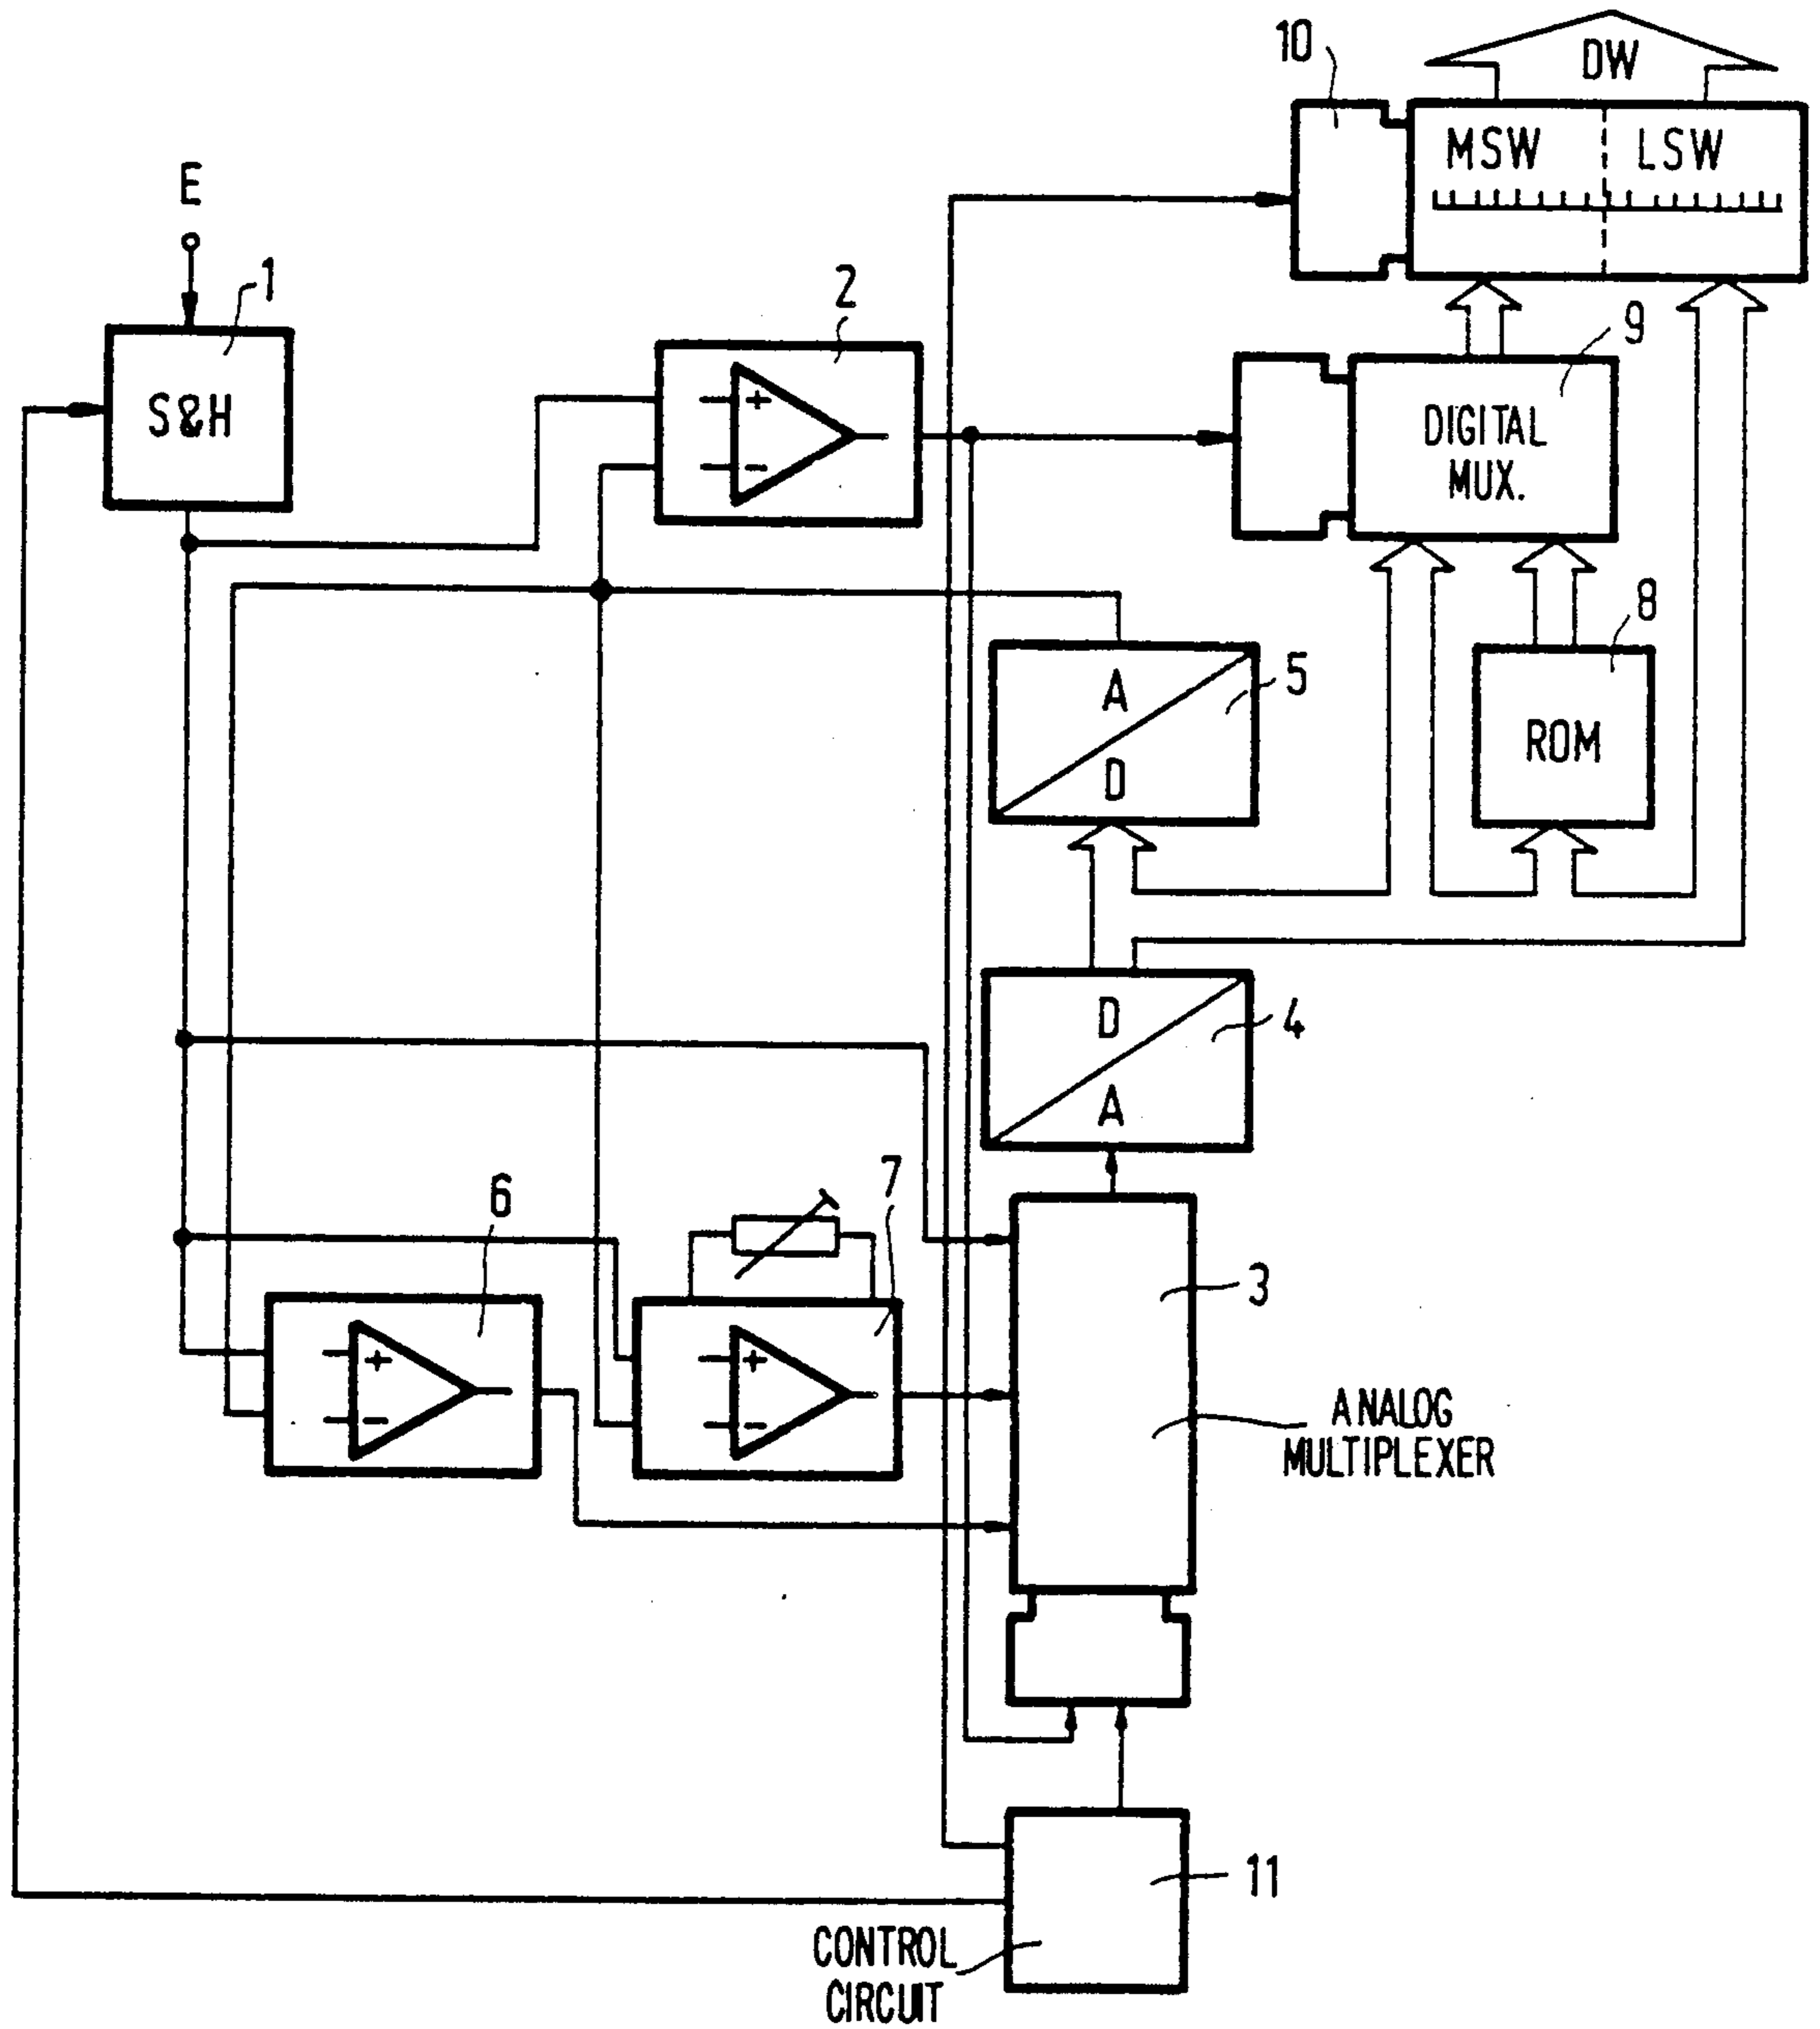 10
DW
MSW
LSW
E
1
S&H
2
+
-
9
DIGITAL
MUX.
8
ROM
A
D
5
D
A
4
6
+
-
7
+
-
3
ANALOG
MULTIPLEXER
11
CONTROL
CIRCUIT